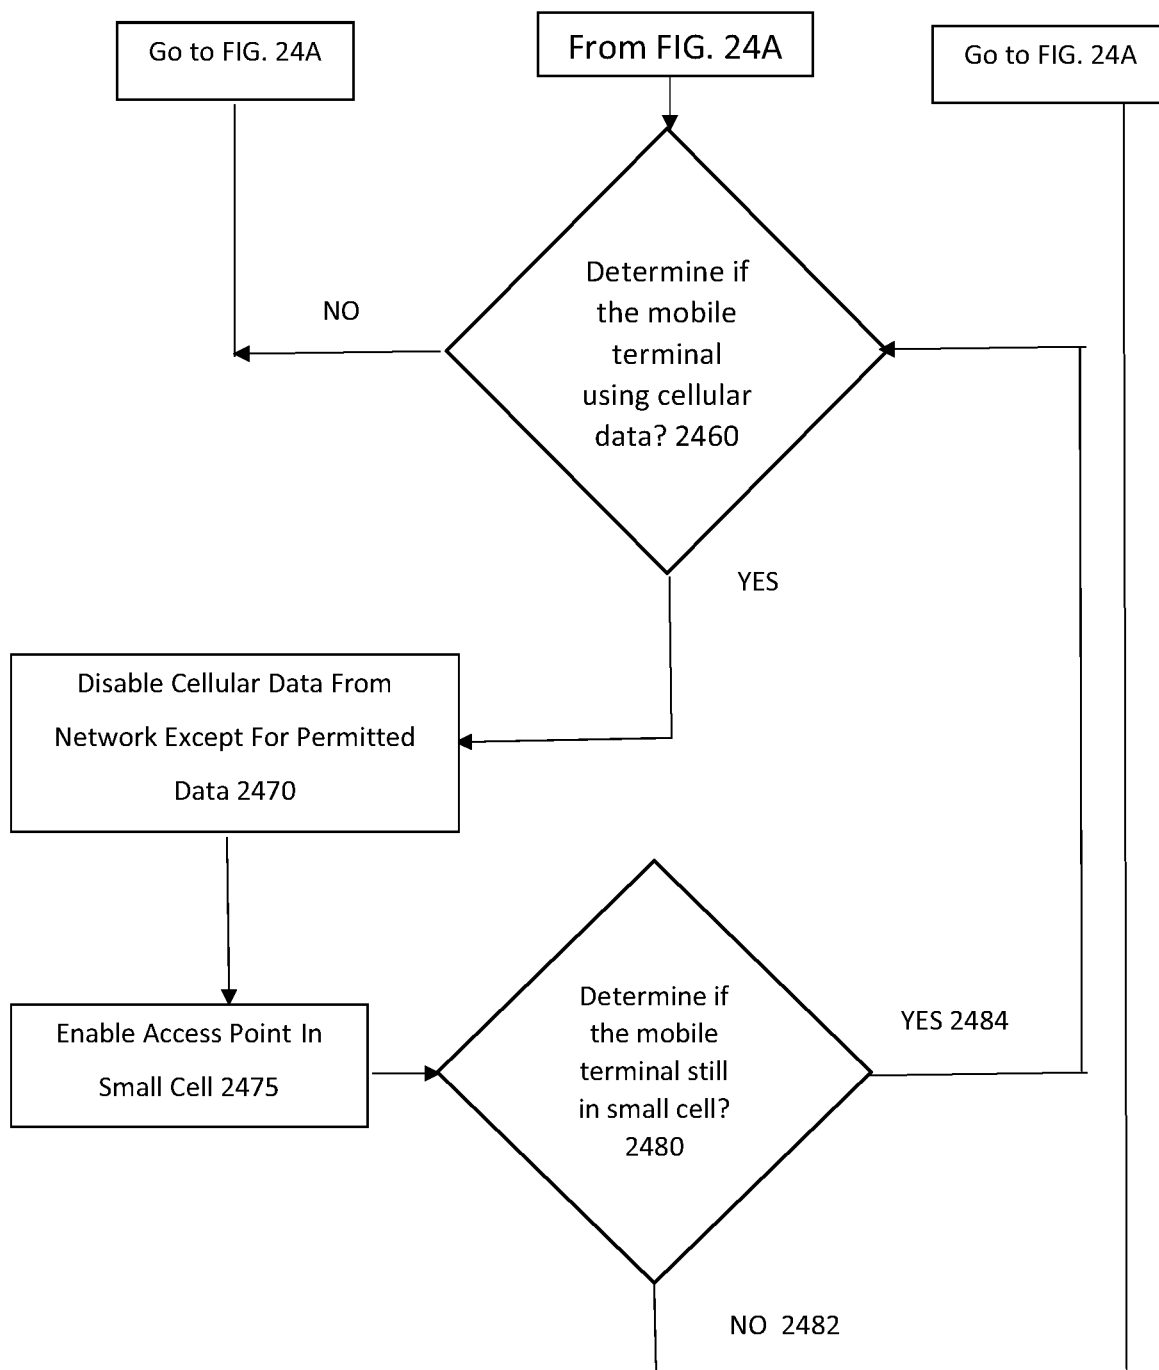 Go to FIG. 24A
From FIG. 24A
Go to FIG. 24A
Determine if
the mobile
terminal
using cellular
data? 2460
NO
YES
Disable Cellular Data From
Network Except For Permitted
Data 2470
Enable Access Point In
Small Cell 2475
Determine if
the mobile
terminal still
in small cell?
2480
YES 2484
NO 2482